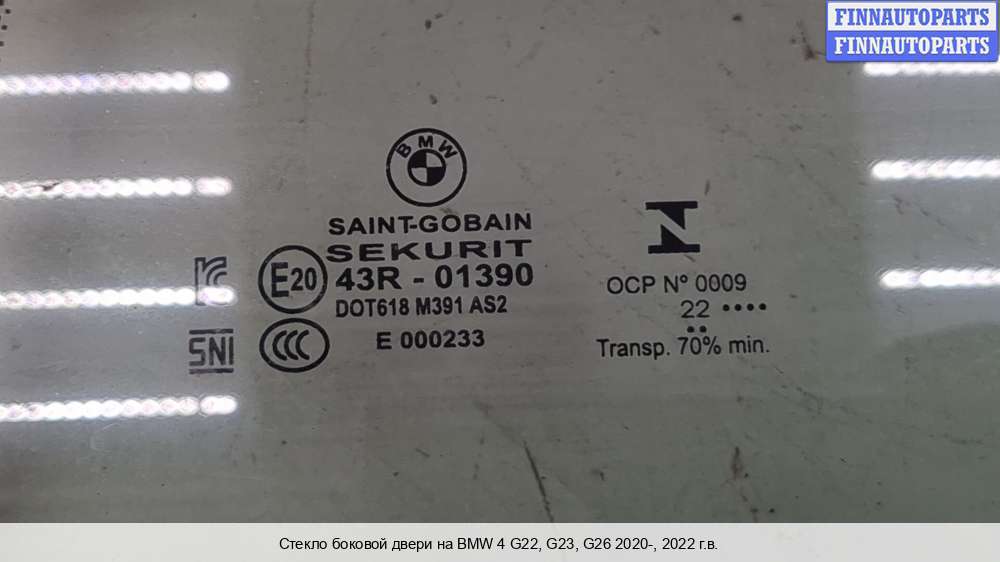 FINNAUTOPARTS
FINNAUTOPARTS
BMW
SAINT-GOBAIN
SEKURIT
E20 43R - 01390
DOT618 M391 AS2
SNI
CCC
E 000233
N
OCP Nº 0009
22 ••••
••
Transp. 70% min.
Стекло боковой двери на BMW 4 G22, G23, G26 2020-, 2022 г.в.